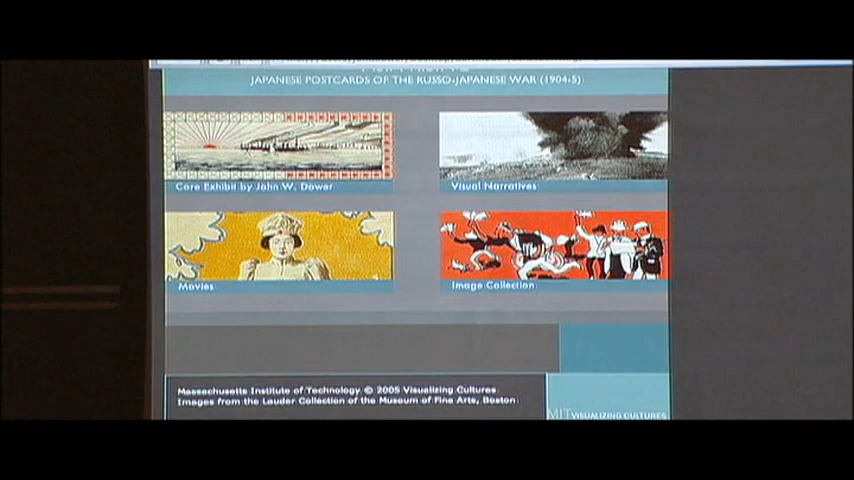 JAPANESE POSTCARDS OF THE RUSSO-JAPANESE WAR (1904-5)
Core Exhibit by John W. Dower
Visual Narratives
Movies
Image Collection
Massachusetts Institute of Technology © 2005 Visualizing Cultures
Images from the Lauder Collection of the Museum of Fine Arts, Boston
MIT VISUALIZING CULTURES